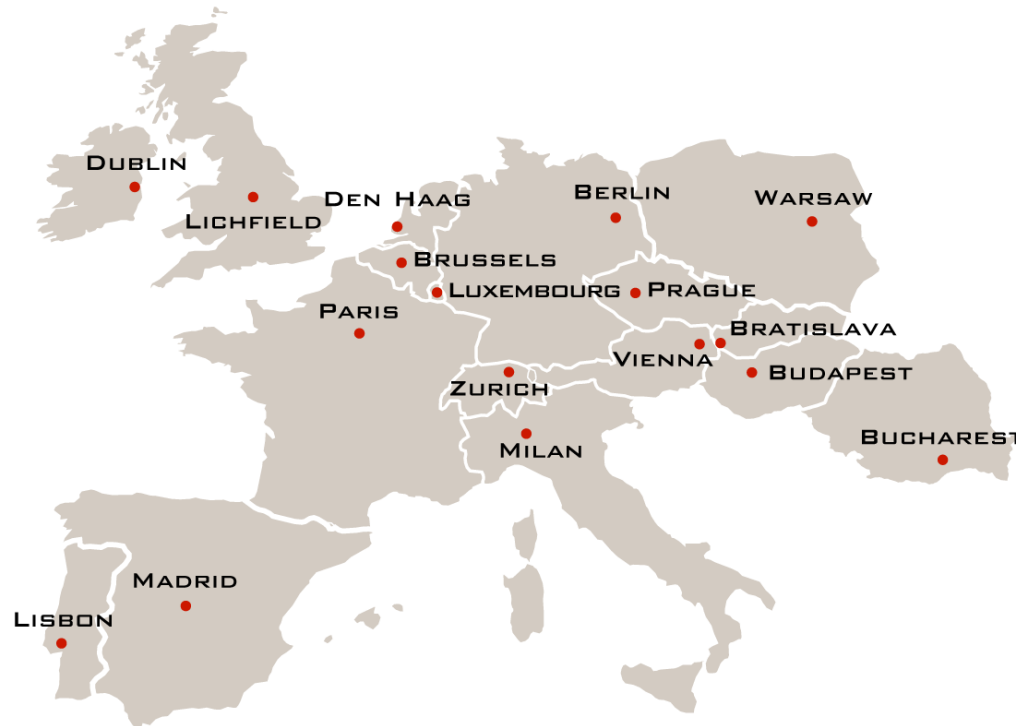 Dublin
Den Haag
Berlin
Warsaw
Lichfield
Brussels
Luxembourg
Prague
Paris
Bratislava
Vienna
Budapest
Zurich
Bucharest
Milan
Madrid
Lisbon